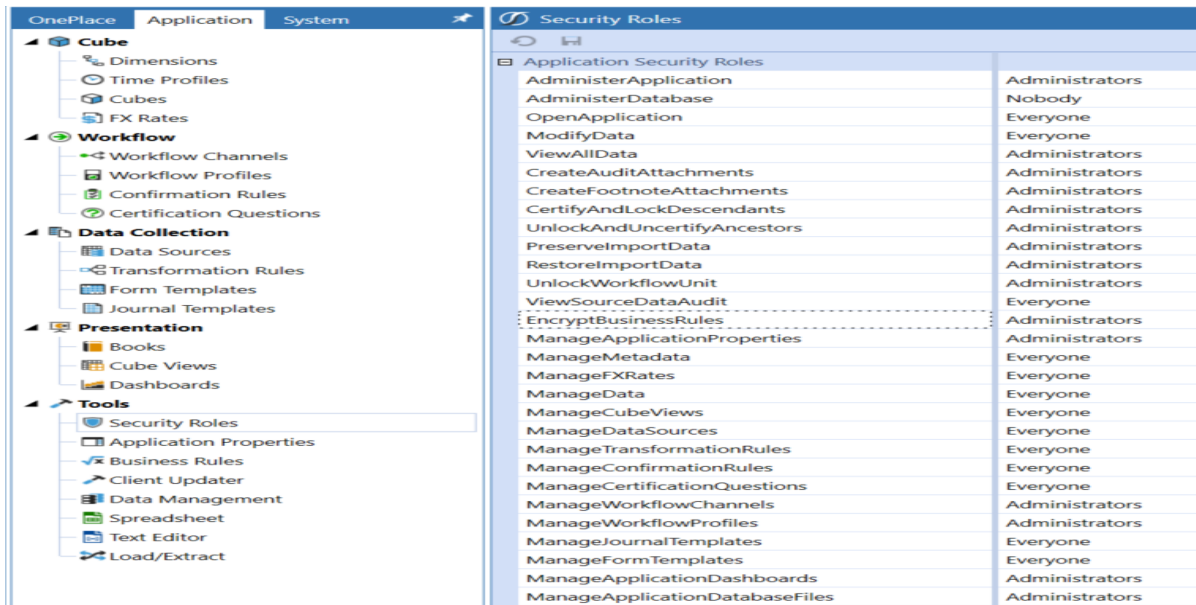 OnePlace Application System
Cube
Dimensions
Time Profiles
Cubes
FX Rates
Workflow
Workflow Channels
Workflow Profiles
Confirmation Rules
Certification Questions
Data Collection
Data Sources
Transformation Rules
Form Templates
Journal Templates
Presentation
Books
Cube Views
Dashboards
Tools
Security Roles
Application Properties
Business Rules
Client Updater
Data Management
Spreadsheet
Text Editor
Load/Extract
Security Roles
Application Security Roles
AdministerApplication Administrators
AdministerDatabase Nobody
OpenApplication Everyone
ModifyData Everyone
ViewAllData Administrators
CreateAuditAttachments Administrators
CreateFootnoteAttachments Administrators
CertifyAndLockDescendants Administrators
UnlockAndUncertifyAncestors Administrators
PreserveImportData Administrators
RestoreImportData Administrators
UnlockWorkflowUnit Administrators
ViewSourceDataAudit Everyone
EncryptBusinessRules Administrators
ManageApplicationProperties Administrators
ManageMetadata Everyone
ManageFXRates Everyone
ManageData Everyone
ManageCubeViews Everyone
ManageDataSources Everyone
ManageTransformationRules Everyone
ManageConfirmationRules Everyone
ManageCertificationQuestions Everyone
ManageWorkflowChannels Administrators
ManageWorkflowProfiles Administrators
ManageJournalTemplates Everyone
ManageFormTemplates Everyone
ManageApplicationDashboards Administrators
ManageApplicationDatabaseFiles Administrators